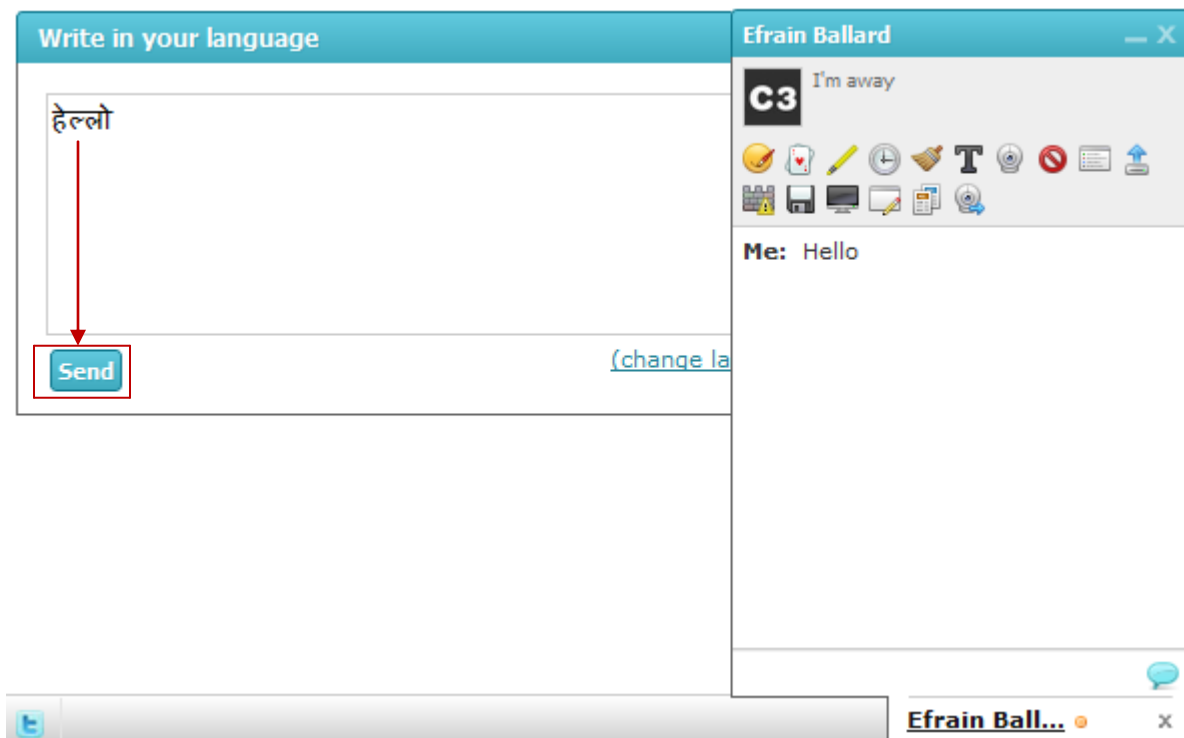 Write in your language
हेल्लो
Send
(change la
Efrain Ballard
X
C3
I'm away
T
Me: Hello
Efrain Ball...
x